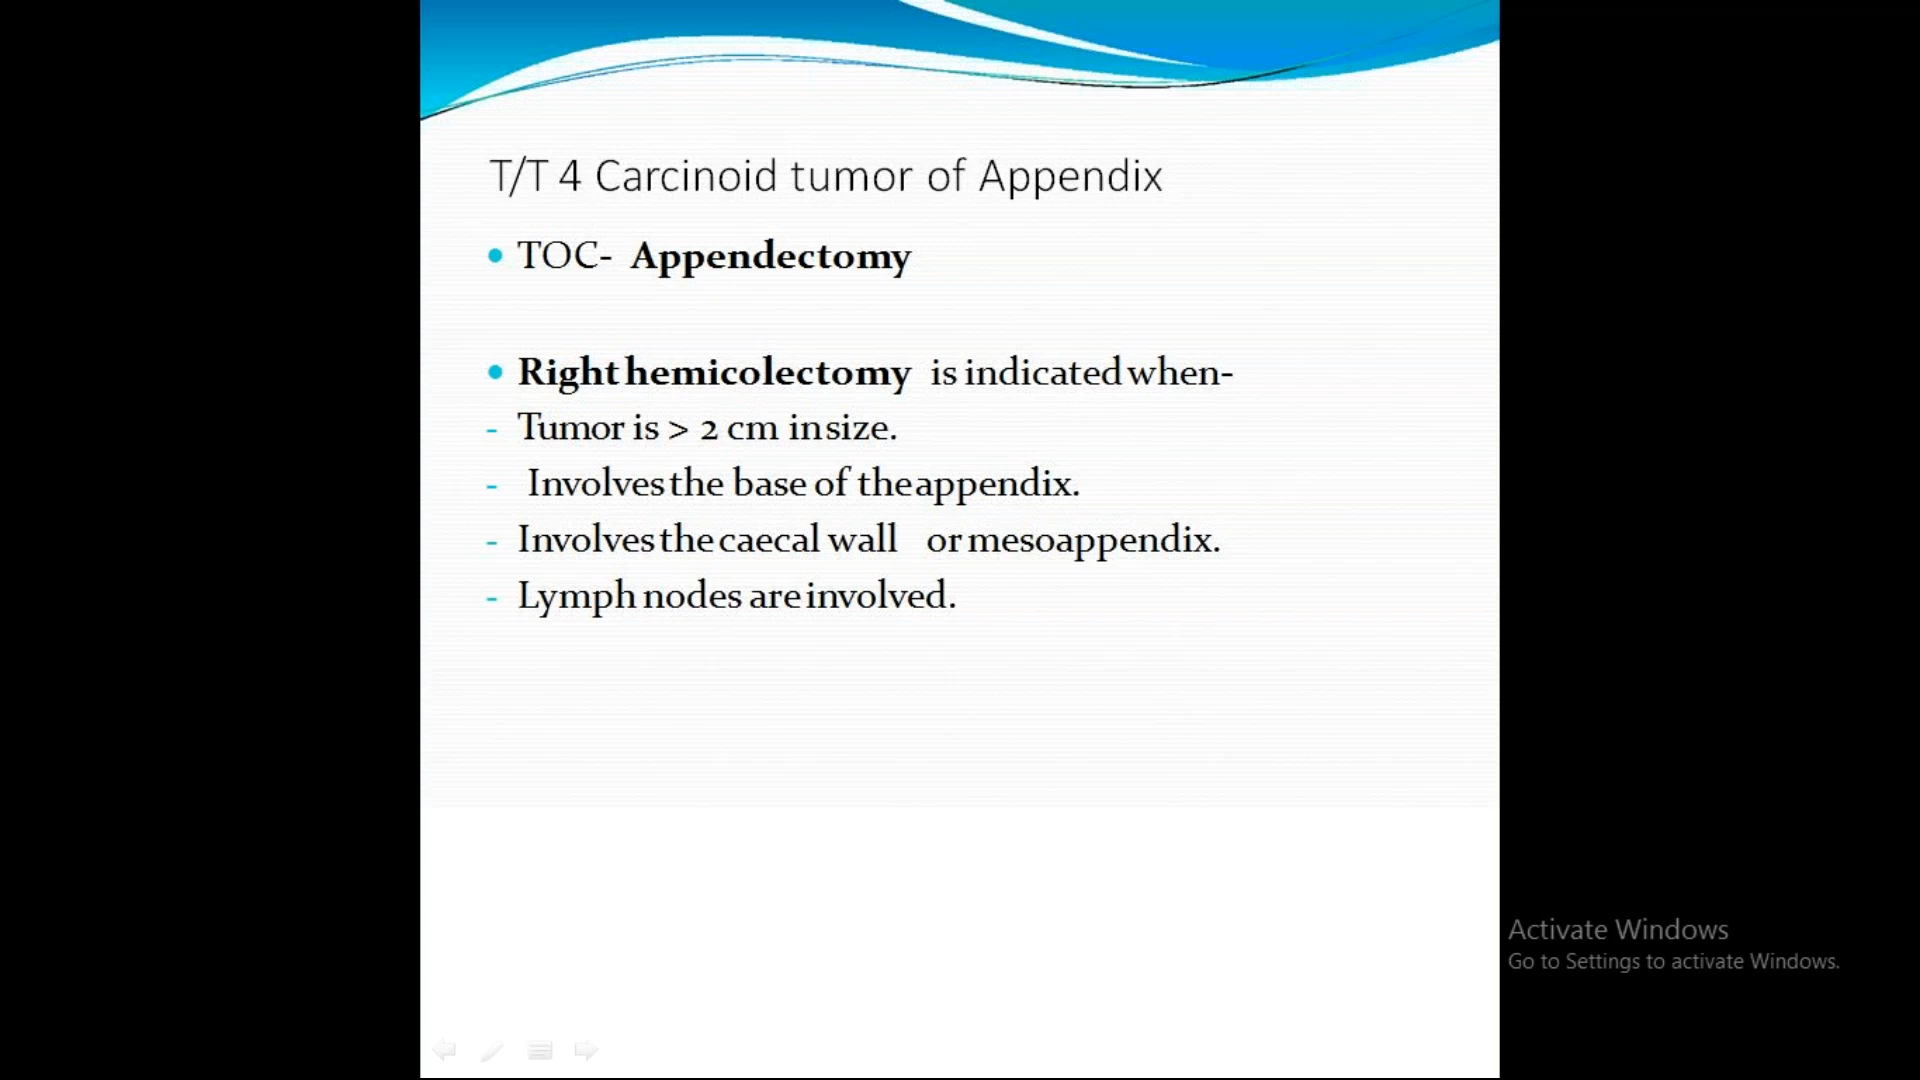 T/T 4 Carcinoid tumor of Appendix
• TOC- Appendectomy
• Right hemicolectomy is indicated when-
- Tumor is > 2 cm in size.
- Involves the base of the appendix.
- Involves the caecal wall or mesoappendix.
- Lymph nodes are involved.
Activate Windows
Go to Settings to activate Windows.